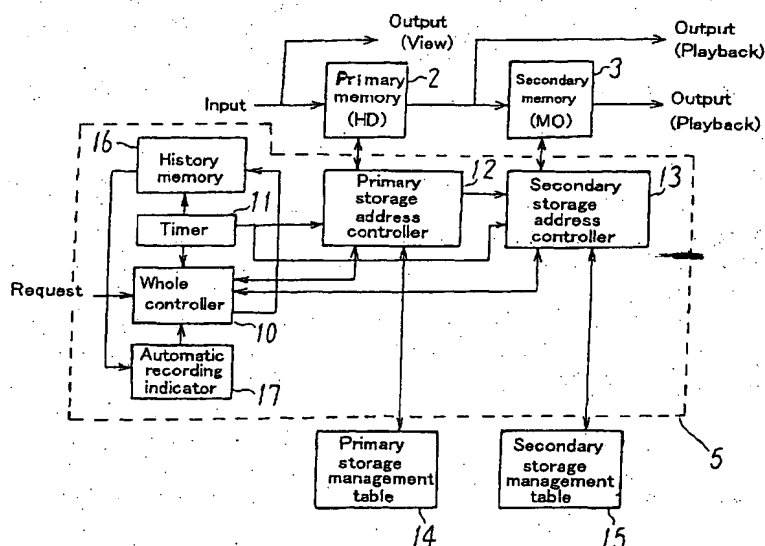 Output
(View)
Output
(Playback)
2
3
Primary
memory
(HD)
Secondary
memory
(MO)
Input
Output
(Playback)
16
History
memory
11
Timer
12
Primary
storage
address
controller
13
Secondary
storage
address
controller
Request
Whole
controller
10
Automatic
recording
indicator
17
5
Primary
storage
management
table
14
Secondary
storage
management
table
15